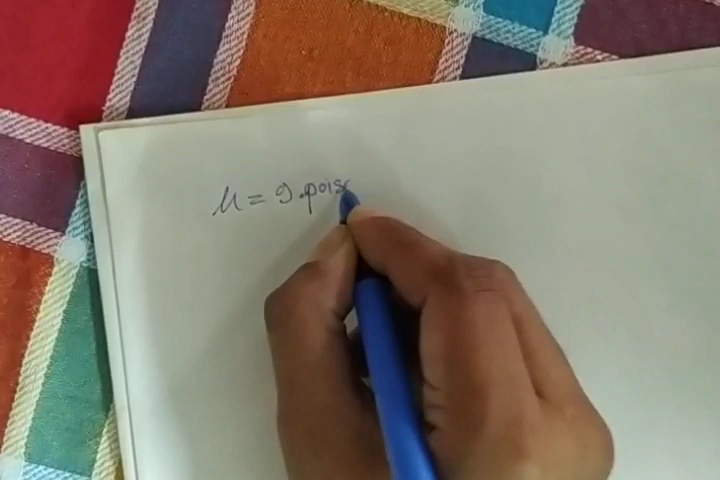 μ = 9 pois